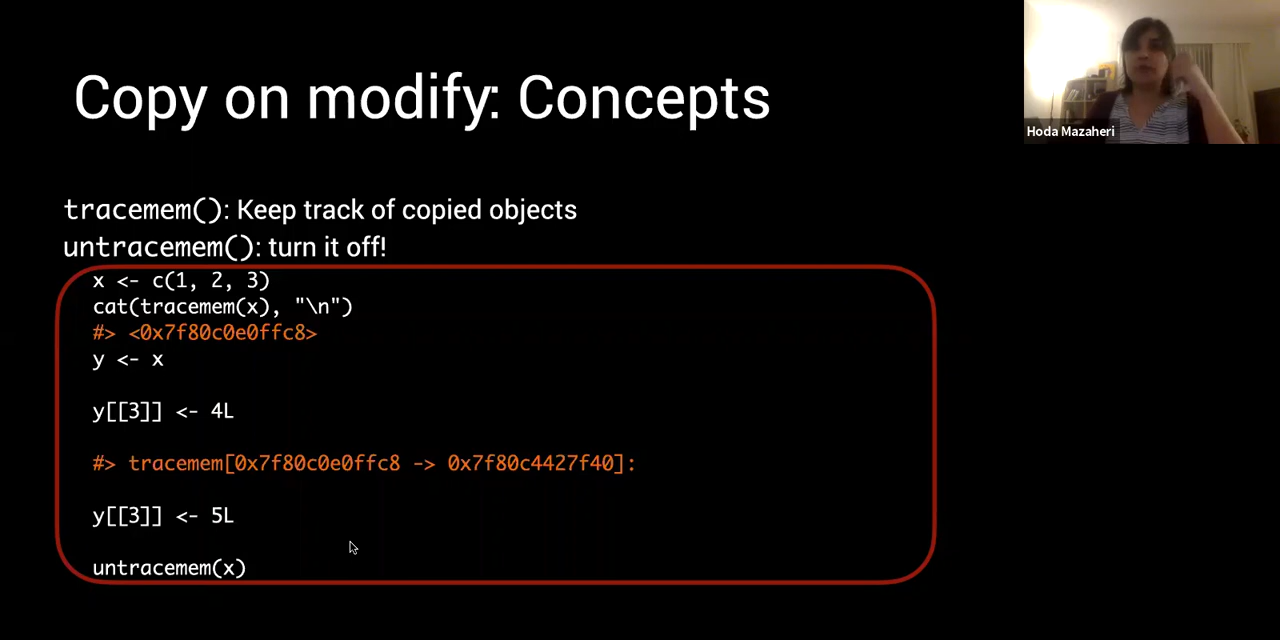 Copy on modify: Concepts
Hoda Mazaheri
tracemem(): Keep track of copied objects
untracemem(): turn it off!
x <- c(1, 2, 3)
cat(tracemem(x), "\n")
#> <0x7f80c0e0ffc8>
y <- x
y[[3]] <- 4L
#> tracemem[0x7f80c0e0ffc8 -> 0x7f80c4427f40]:
y[[3]] <- 5L
untracemem(x)